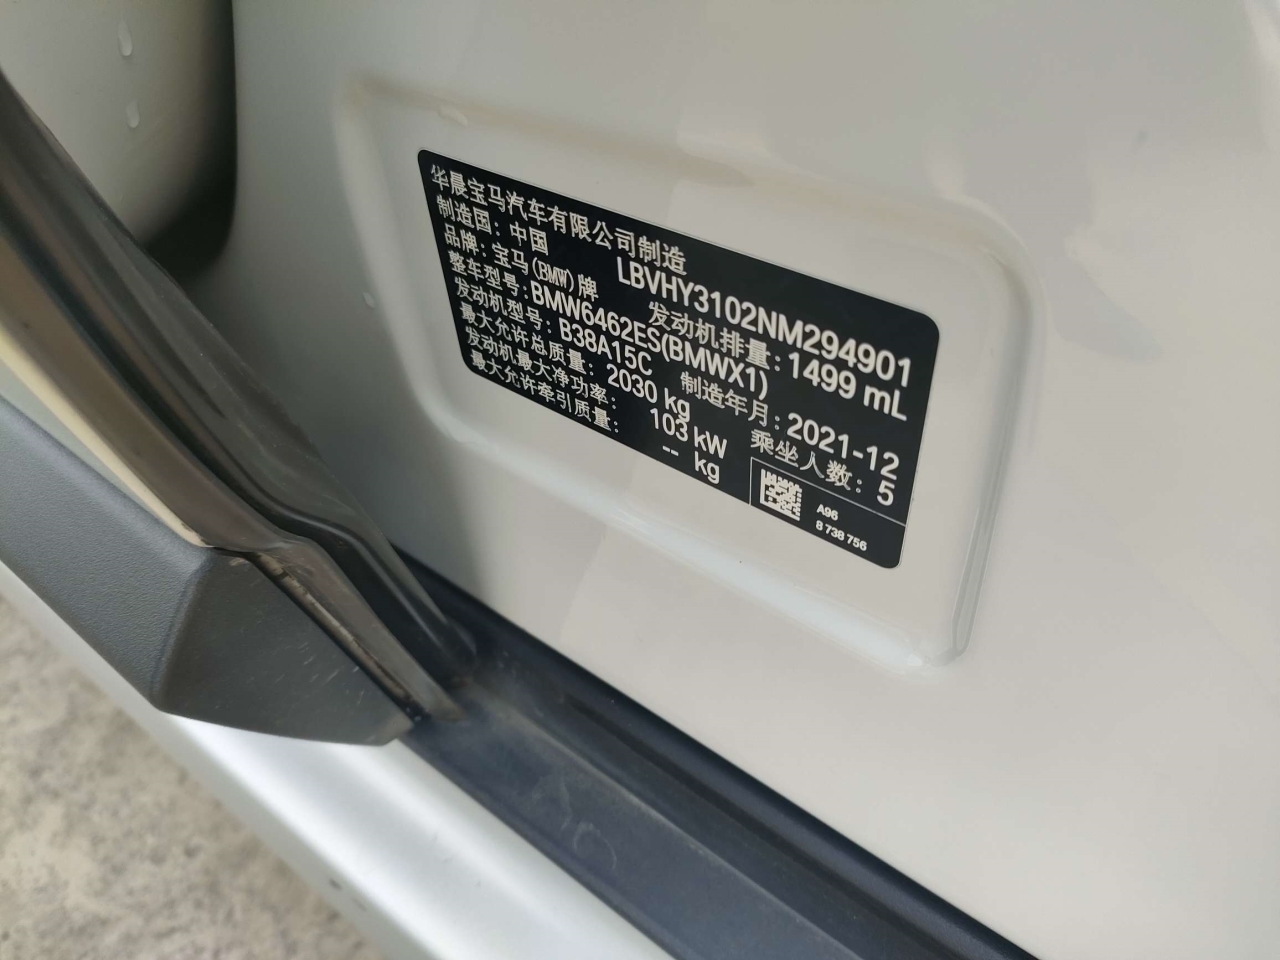 华晨宝马汽车有限公司制造
制造国：中国 LBVHY3102NM294901
品牌：宝马(BMW)牌 发动机排量：1499 mL
整车型号：BMW6462ES(BMWX1) 制造年月：2021-12
发动机型号：B38A15C 乘坐人数：5
最大允许总质量：2030 kg
发动机最大净功率：103 kW
最大允许牵引质量：-- kg
A96
8 738 756